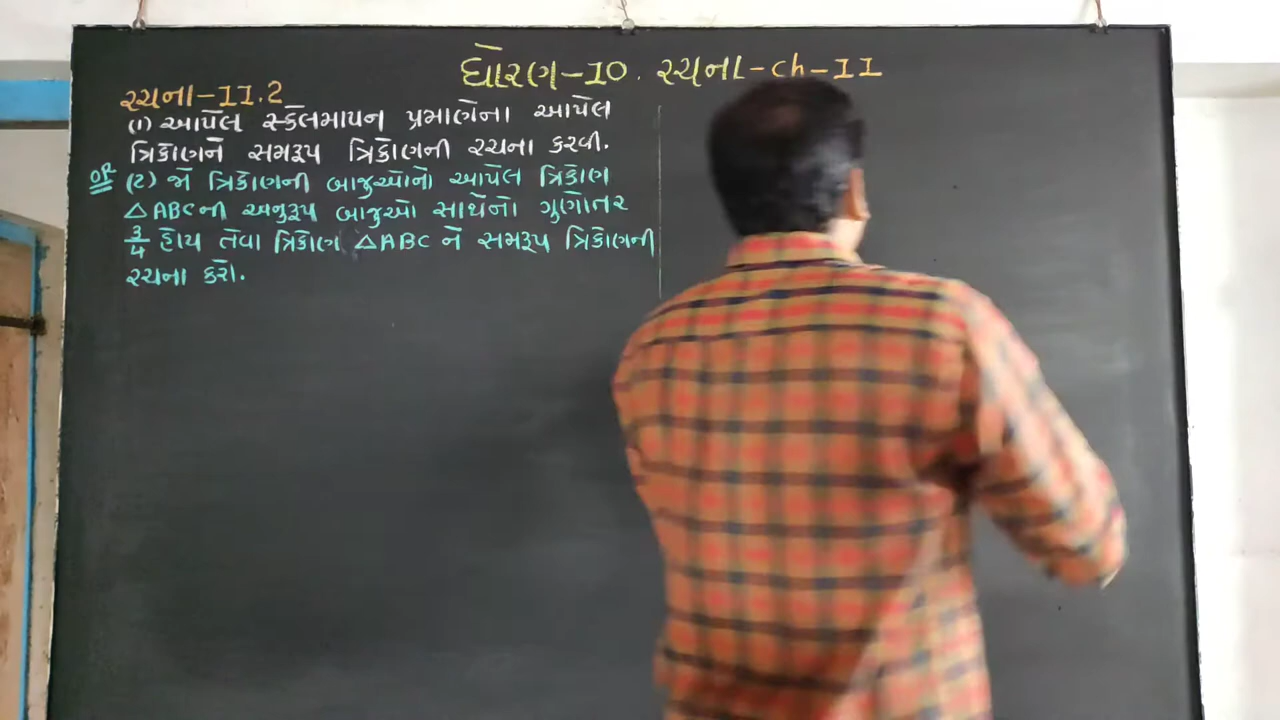 ધોરણ-10. રચના-ch-11
રચના-11.2
(1) આપેલ સ્કેલમાપન પ્રમાણેના આપેલ
ત્રિકોણને સમરૂપ ત્રિકોણની રચના કરવી.
OR (2) જે ત્રિકોણની બાજુઓનો આપેલ ત્રિકોણ
△ABCની અનુરૂપ બાજુઓ સાથેનો ગુણોતર
3/4 હોય તેવા ત્રિકોણ △ABC ને સમરૂપ ત્રિકોણની
રચના કરો.